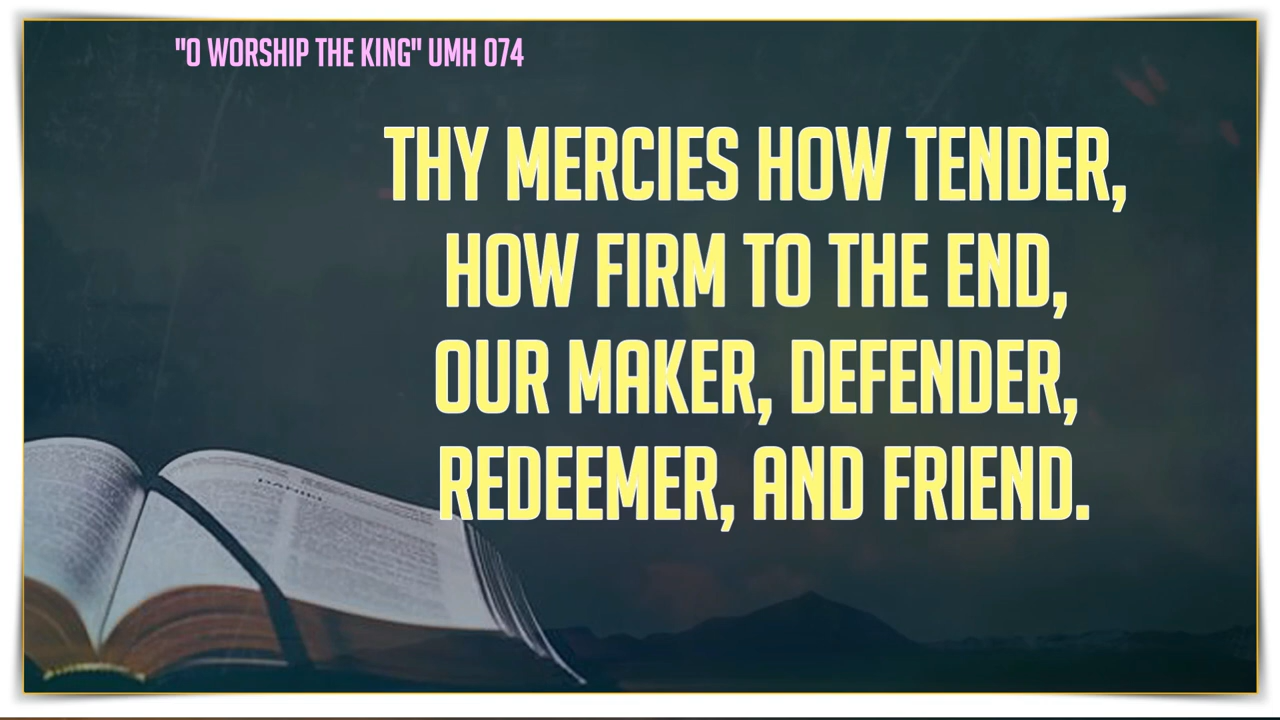 "O WORSHIP THE KING" UMH 074
THY MERCIES HOW TENDER,
HOW FIRM TO THE END,
OUR MAKER, DEFENDER,
REDEEMER, AND FRIEND.
DANIEL